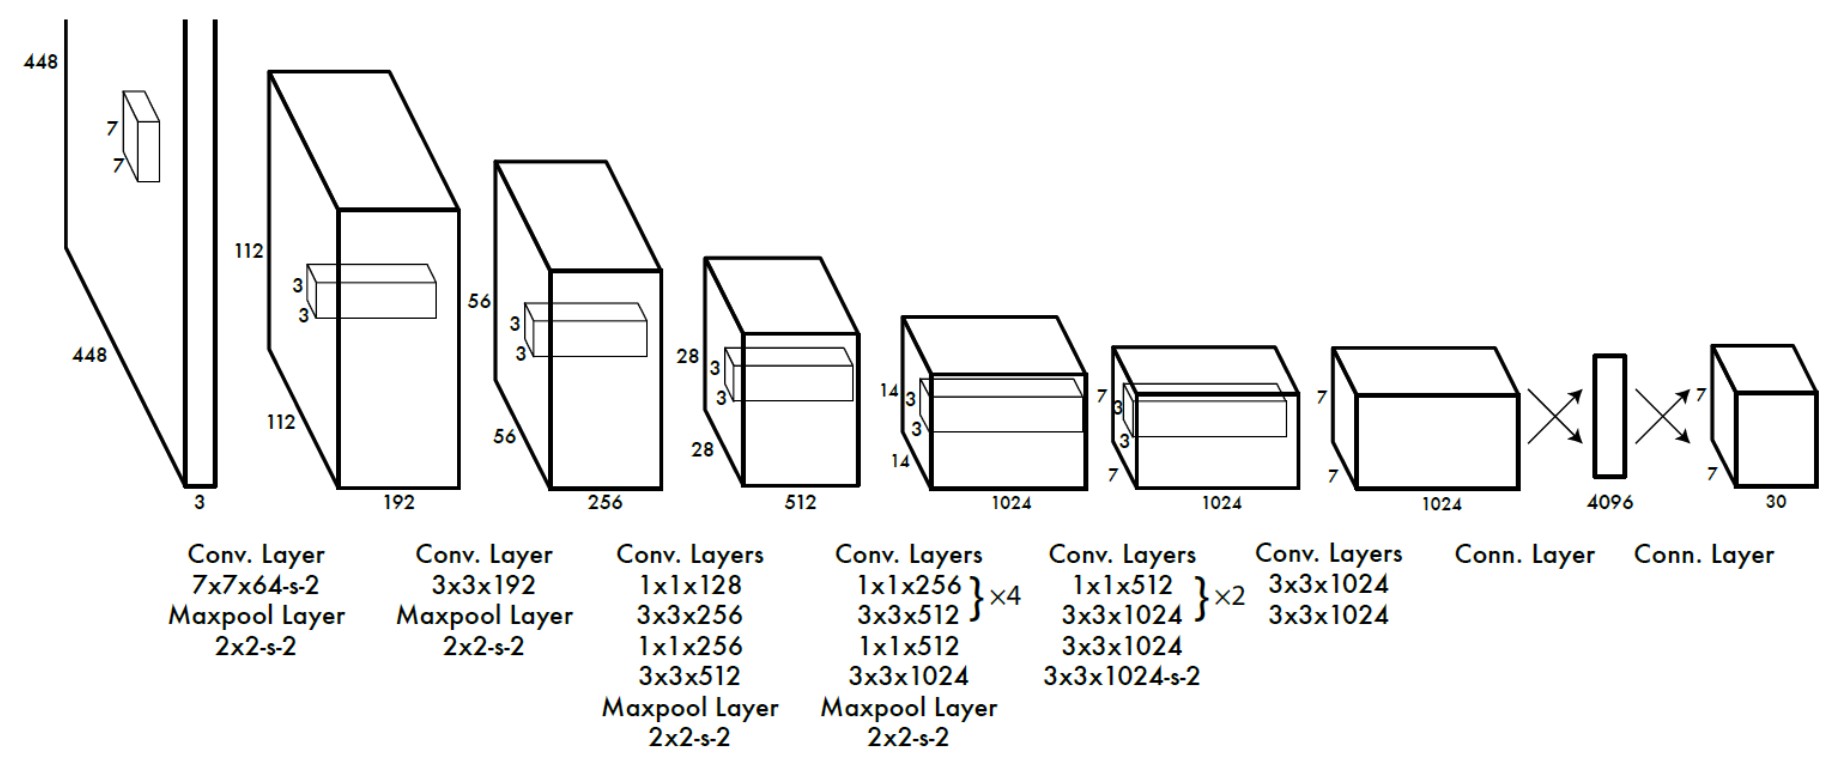 448
7
7
448
3
112
3
3
112
192
56
3
3
56
256
28
3
3
28
512
14
3
3
14
1024
7
3
3
7
1024
7
7
1024
4096
7
7
30
Conv. Layer
7x7x64-s-2
Maxpool Layer
2x2-s-2
Conv. Layer
3x3x192
Maxpool Layer
2x2-s-2
Conv. Layers
1x1x128
3x3x256
1x1x256
3x3x512
Maxpool Layer
2x2-s-2
Conv. Layers
1x1x256
3x3x512
} ×4
1x1x512
3x3x1024
Maxpool Layer
2x2-s-2
Conv. Layers
1x1x512
3x3x1024
} ×2
3x3x1024
3x3x1024-s-2
Conv. Layers
3x3x1024
3x3x1024
Conn. Layer
Conn. Layer